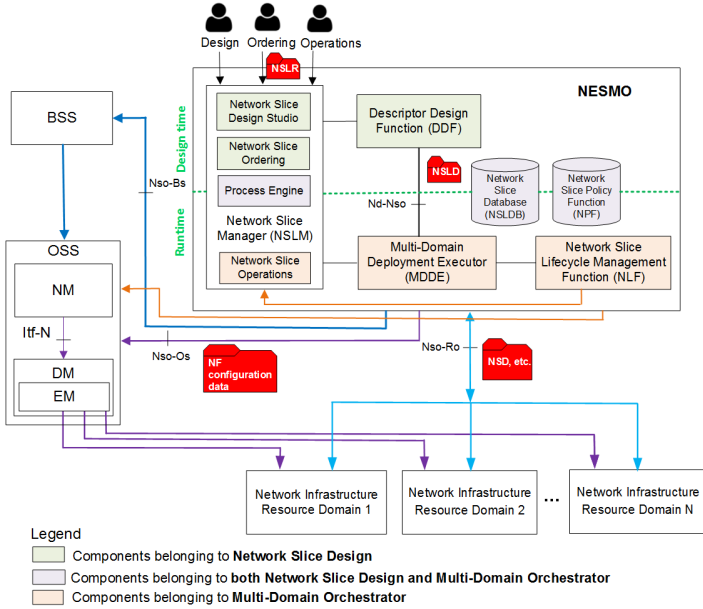 Design
Ordering
Operations
NSLR
NESMO
BSS
Design time
Network Slice
Design Studio
Descriptor Design
Function (DDF)
Network Slice
Ordering
NSLD
Nso-Bs
Process Engine
Network
Slice
Database
(NSLDB)
Network
Slice Policy
Function
(NPF)
Nd-Nso
Runtime
Network Slice
Manager (NSLM)
OSS
Multi-Domain
Deployment Executor
(MDDE)
Network Slice
Lifecycle Management
Function (NLF)
Network Slice
Operations
NM
Itf-N
Nso-Os
NF
configuration
data
Nso-Ro
NSD, etc.
DM
EM
Network Infrastructure
Resource Domain 1
Network Infrastructure
Resource Domain 2
...
Network Infrastructure
Resource Domain N
Legend
Components belonging to Network Slice Design
Components belonging to both Network Slice Design and Multi-Domain Orchestrator
Components belonging to Multi-Domain Orchestrator